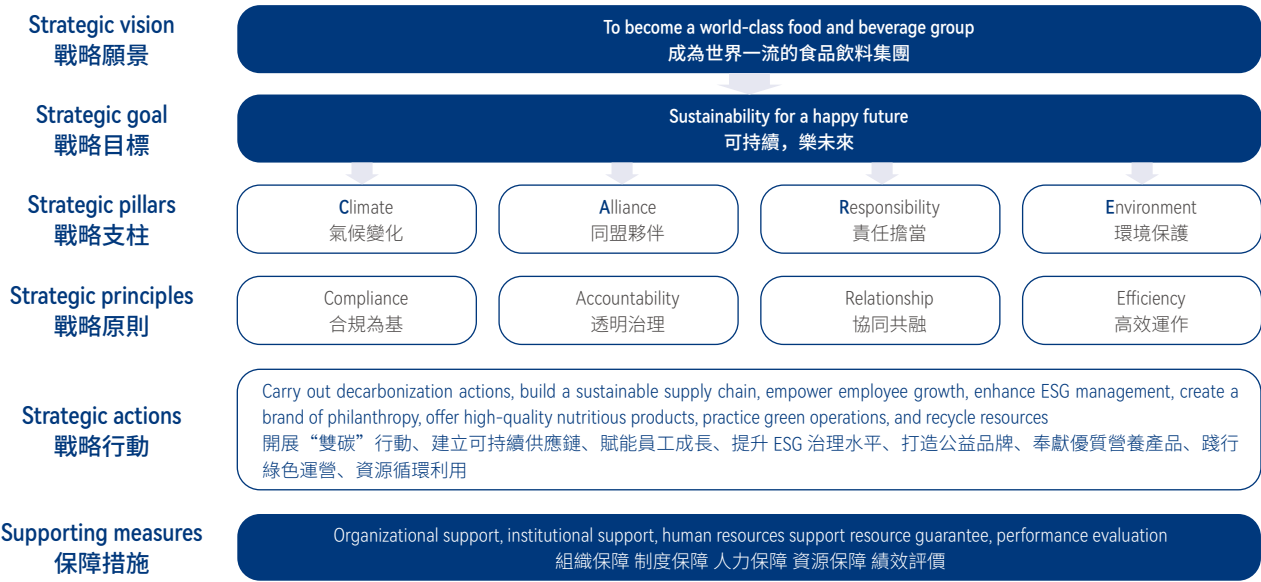 Strategic vision
戰略願景
To become a world-class food and beverage group
成為世界一流的食品飲料集團
Strategic goal
戰略目標
Sustainability for a happy future
可持續，樂未來
Strategic pillars
戰略支柱
Climate
氣候變化
Alliance
同盟夥伴
Responsibility
責任擔當
Environment
環境保護
Strategic principles
戰略原則
Compliance
合規為基
Accountability
透明治理
Relationship
協同共融
Efficiency
高效運作
Strategic actions
戰略行動
Carry out decarbonization actions, build a sustainable supply chain, empower employee growth, enhance ESG management, create a
brand of philanthropy, offer high-quality nutritious products, practice green operations, and recycle resources
開展“雙碳”行動、建立可持續供應鏈、賦能員工成長、提升 ESG 治理水平、打造公益品牌、奉獻優質營養產品、踐行
綠色運營、資源循環利用
Supporting measures
保障措施
Organizational support, institutional support, human resources support resource guarantee, performance evaluation
組織保障 制度保障 人力保障 資源保障 績效評價